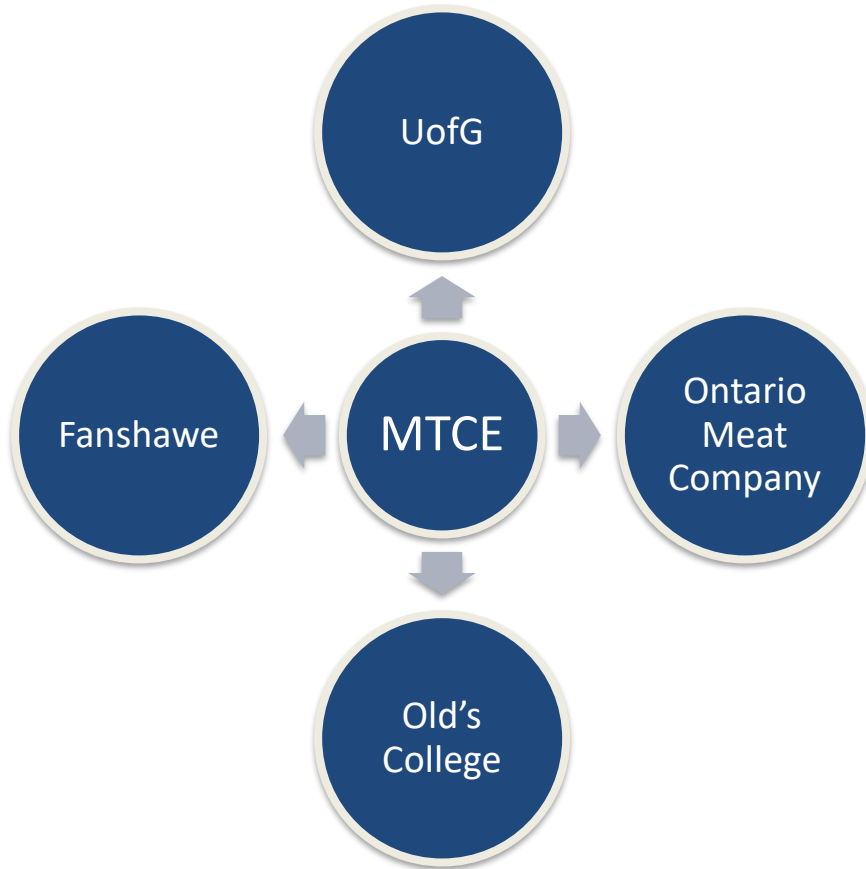 UofG
Fanshawe
MTCE
Ontario
Meat
Company
Old’s
College